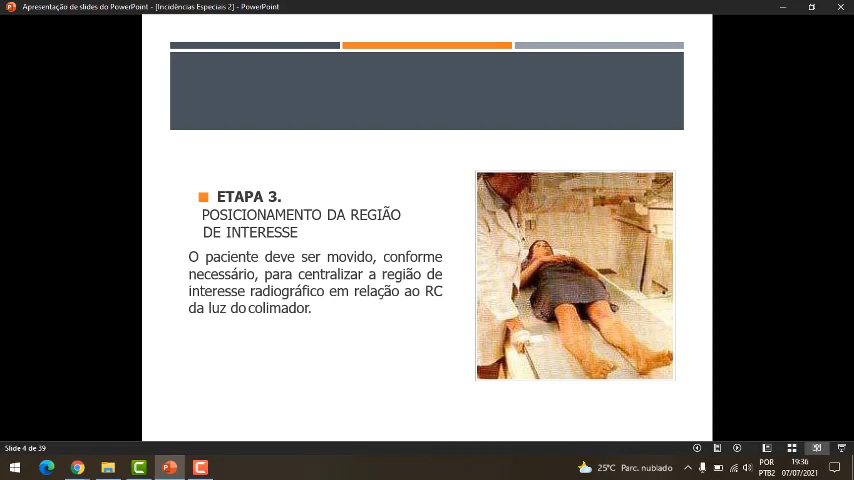 Apresentação de slides do PowerPoint - [Incidências Especiais 2] - PowerPoint
ETAPA 3.
POSICIONAMENTO DA REGIÃO
DE INTERESSE
O paciente deve ser movido, conforme
necessário, para centralizar a região de
interesse radiográfico em relação ao RC
da luz do colimador.
Slide 4 de 39
25°C Parc. nublado
POR
PTB2
19:36
07/07/2021